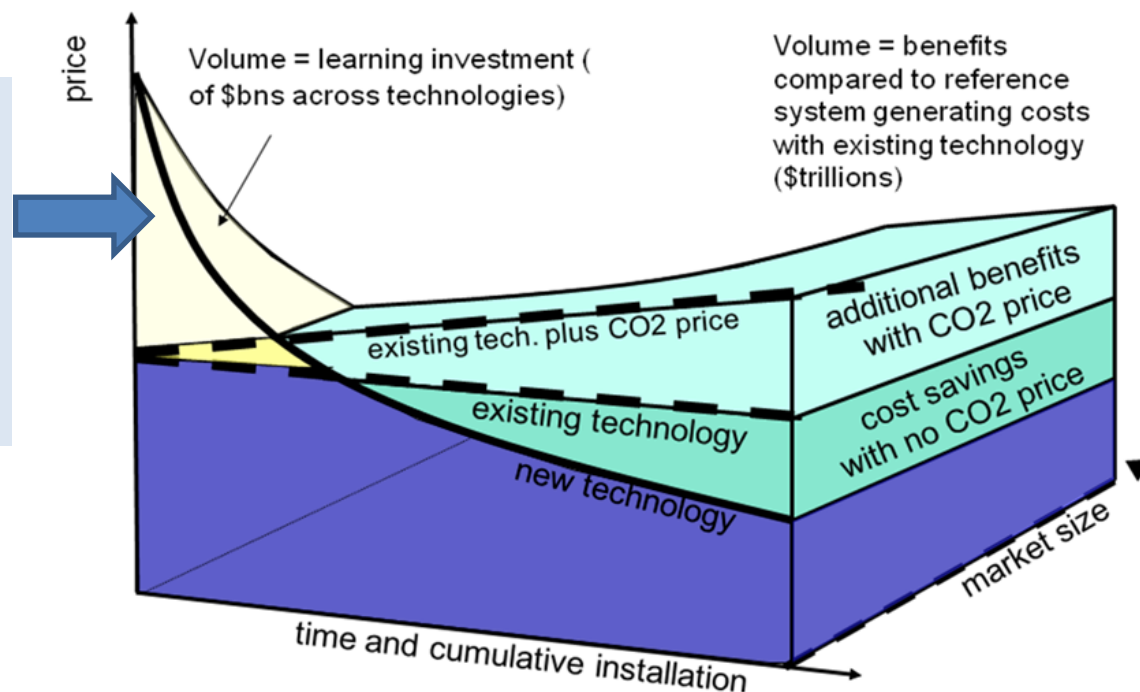 price
Volume = learning investment (
of $bns across technologies)
Volume = benefits
compared to reference
system generating costs
with existing technology
($trillions)
existing tech. plus CO2 price
additional benefits
with CO2 price
existing technology
cost savings
with no CO2 price
new technology
market size
time and cumulative installation